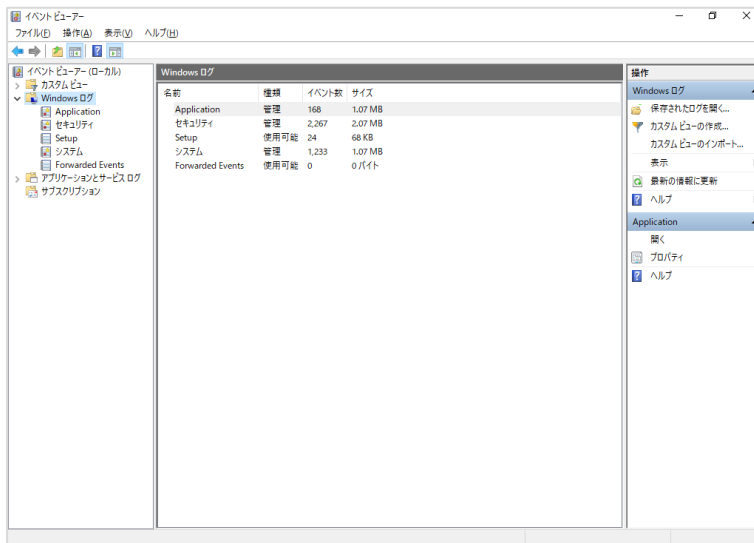 イベント ビューアー
ファイル(F) 操作(A) 表示(V) ヘルプ(H)
イベント ビューアー (ローカル)
カスタム ビュー
Windows ログ
Application
セキュリティ
Setup
システム
Forwarded Events
アプリケーションとサービス ログ
サブスクリプション
Windows ログ
名前 種類 イベント数 サイズ
Application 管理 168 1.07 MB
セキュリティ 管理 2,267 2.07 MB
Setup 使用可能 24 68 KB
システム 管理 1,233 1.07 MB
Forwarded Events 使用可能 0 0 バイト
操作
Windows ログ
保存されたログを開く...
カスタム ビューの作成...
カスタム ビューのインポート...
表示
最新の情報に更新
ヘルプ
Application
開く
プロパティ
ヘルプ